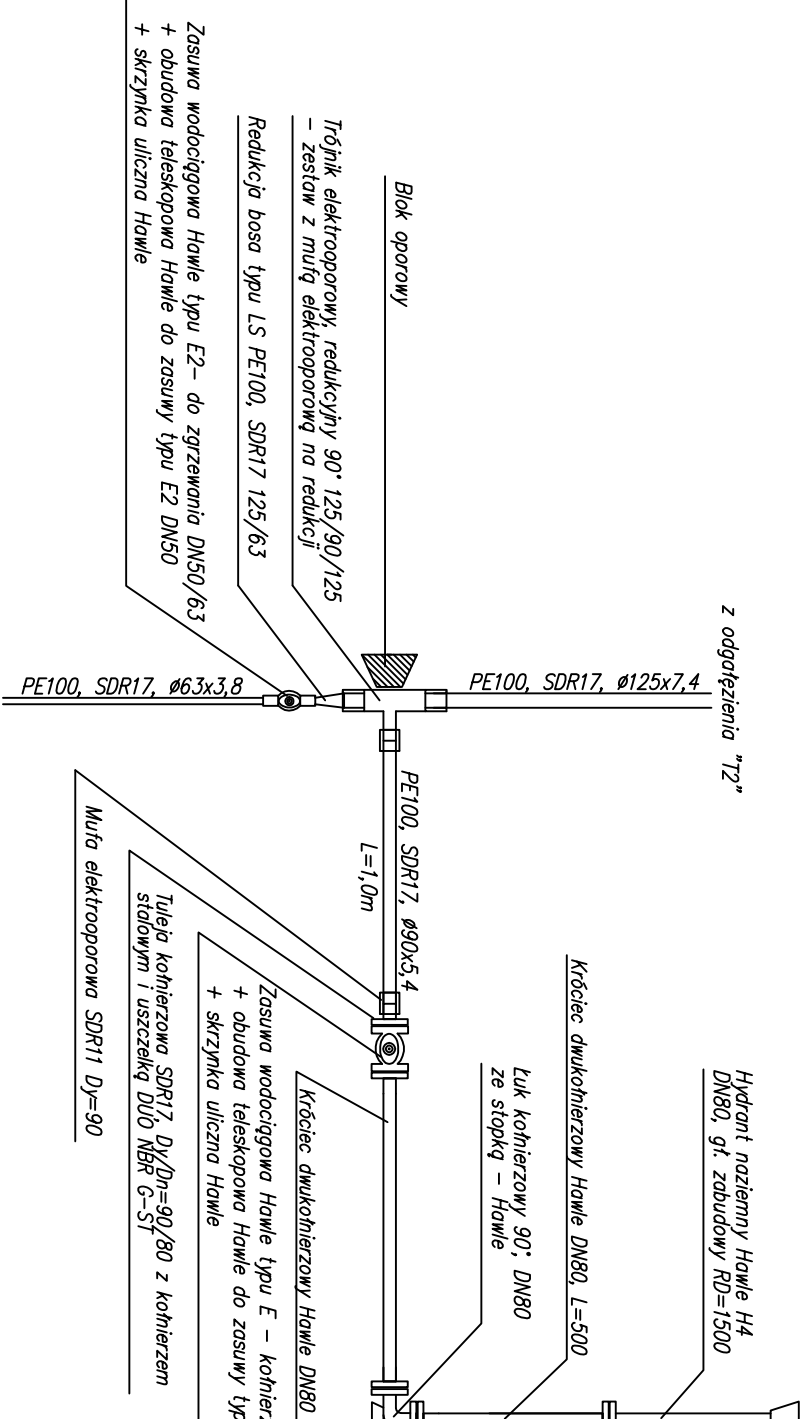 z odgałęzienia "T2"
Hydrant naziemny Hawle H4
DN80, gł. zabudowy RD=1500
Króciec dwukołnierzowy Hawle DN80, L=500
Łuk kołnierzowy 90°, DN80
ze stopką - Hawle
Blok oporowy
Trójnik elektrooporowy, redukcyjny 90° 125/90/125
- zestaw z mufą elektrooporową na redukcji
Redukcja bosa typu LS PE100, SDR17 125/63
Zasuwa wodociągowa Hawle typu E2- do zgrzewania DN50/63
+ obudowa teleskopowa Hawle do zasuwy typu E2 DN50
+ skrzynka uliczna Hawle
PE100, SDR17, ø63x3,8
PE100, SDR17, ø125x7,4
PE100, SDR17, ø90x5,4
L=1,0m
Króciec dwukołnierzowy Hawle DN80
Zasuwa wodociągowa Hawle typu E - kołnierz
+ obudowa teleskopowa Hawle do zasuwy typ
+ skrzynka uliczna Hawle
Tuleja kołnierzowa SDR17, Dy/Dn=90/80 z kołnierzem
stalowym i uszczelką DUO NBR G-ST
Mufa elektrooporowa SDR11 Dy=90